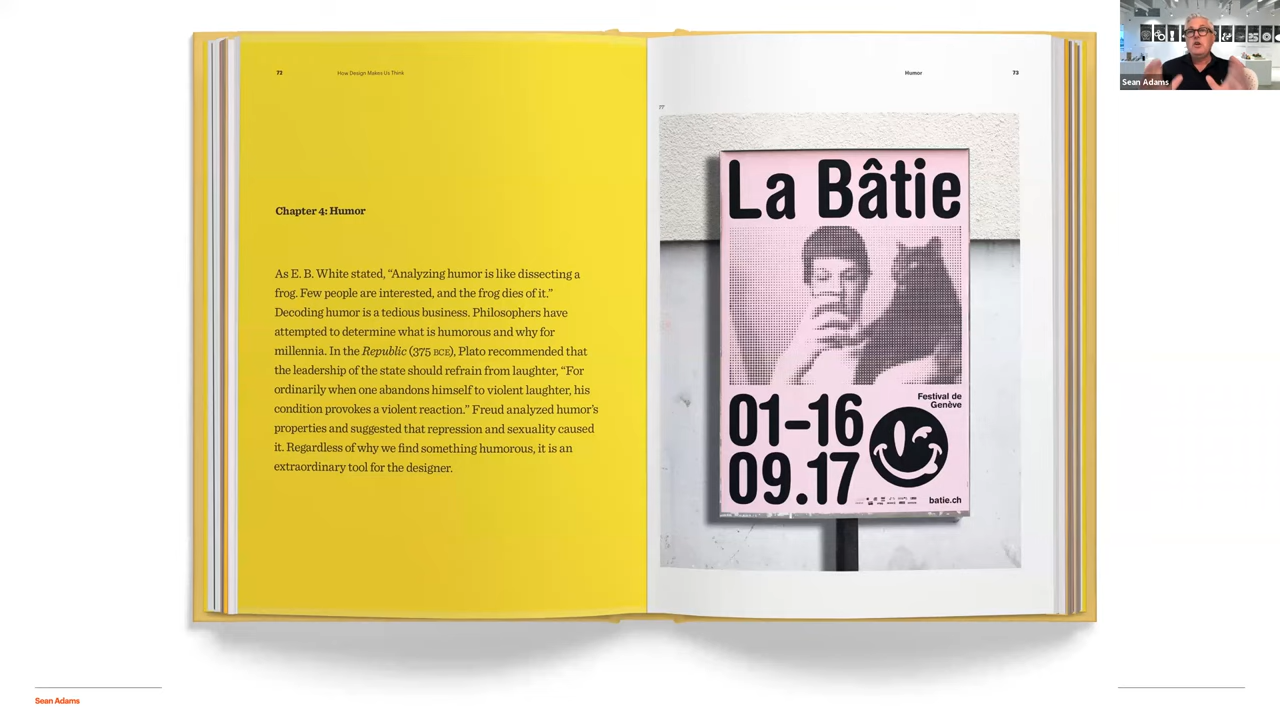 72
How Design Makes Us Think
Chapter 4: Humor
As E. B. White stated, “Analyzing humor is like dissecting a
frog. Few people are interested, and the frog dies of it.”
Decoding humor is a tedious business. Philosophers have
attempted to determine what is humorous and why for
millennia. In the Republic (375 BCE), Plato recommended that
the leadership of the state should refrain from laughter, “For
ordinarily when one abandons himself to violent laughter, his
condition provokes a violent reaction.” Freud analyzed humor’s
properties and suggested that repression and sexuality caused
it. Regardless of why we find something humorous, it is an
extraordinary tool for the designer.
Humor
73
La Bâtie
Festival de
Genève
01–16
09.17
batie.ch
Sean Adams
Sean Adams